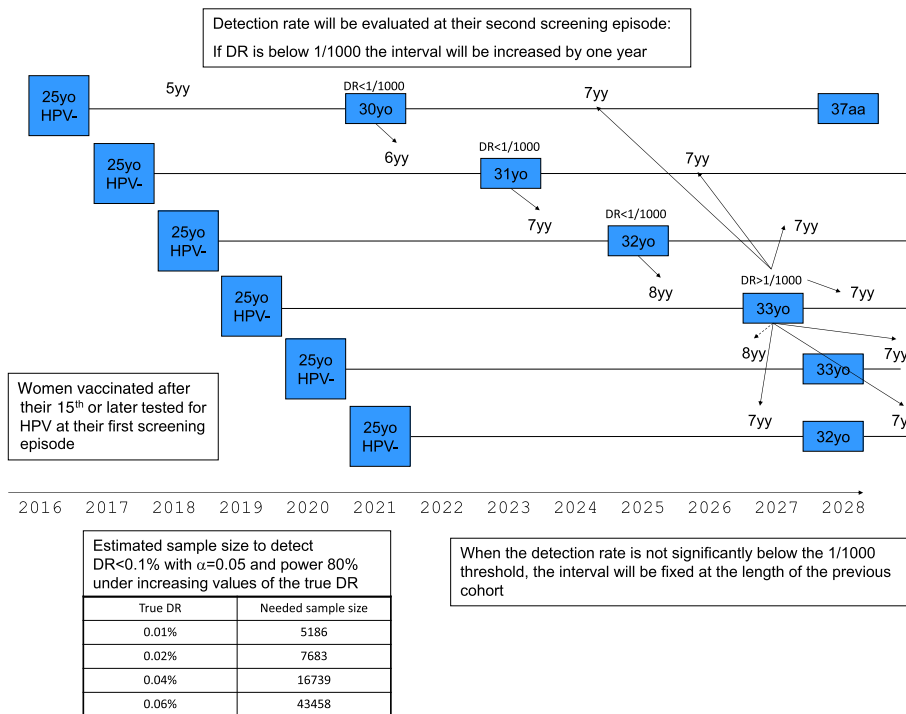 Detection rate will be evaluated at their second screening episode:
If DR is below 1/1000 the interval will be increased by one year
25yo
HPV-
5yy
DR<1/1000
30yo
7yy
37aa
25yo
HPV-
6yy
DR<1/1000
31yo
7yy
7yy
25yo
HPV-
DR<1/1000
32yo
7yy
8yy
25yo
HPV-
DR>1/1000
33yo
7yy
25yo
HPV-
8yy
33yo
7yy
Women vaccinated after
their 15th or later tested for
HPV at their first screening
episode
25yo
HPV-
7yy
32yo
7y
2016 2017 2018 2019 2020 2021 2022 2023 2024 2025 2026 2027 2028
Estimated sample size to detect
DR<0.1% with α=0.05 and power 80%
under increasing values of the true DR
True DR Needed sample size
0.01% 5186
0.02% 7683
0.04% 16739
0.06% 43458
When the detection rate is not significantly below the 1/1000
threshold, the interval will be fixed at the length of the previous
cohort